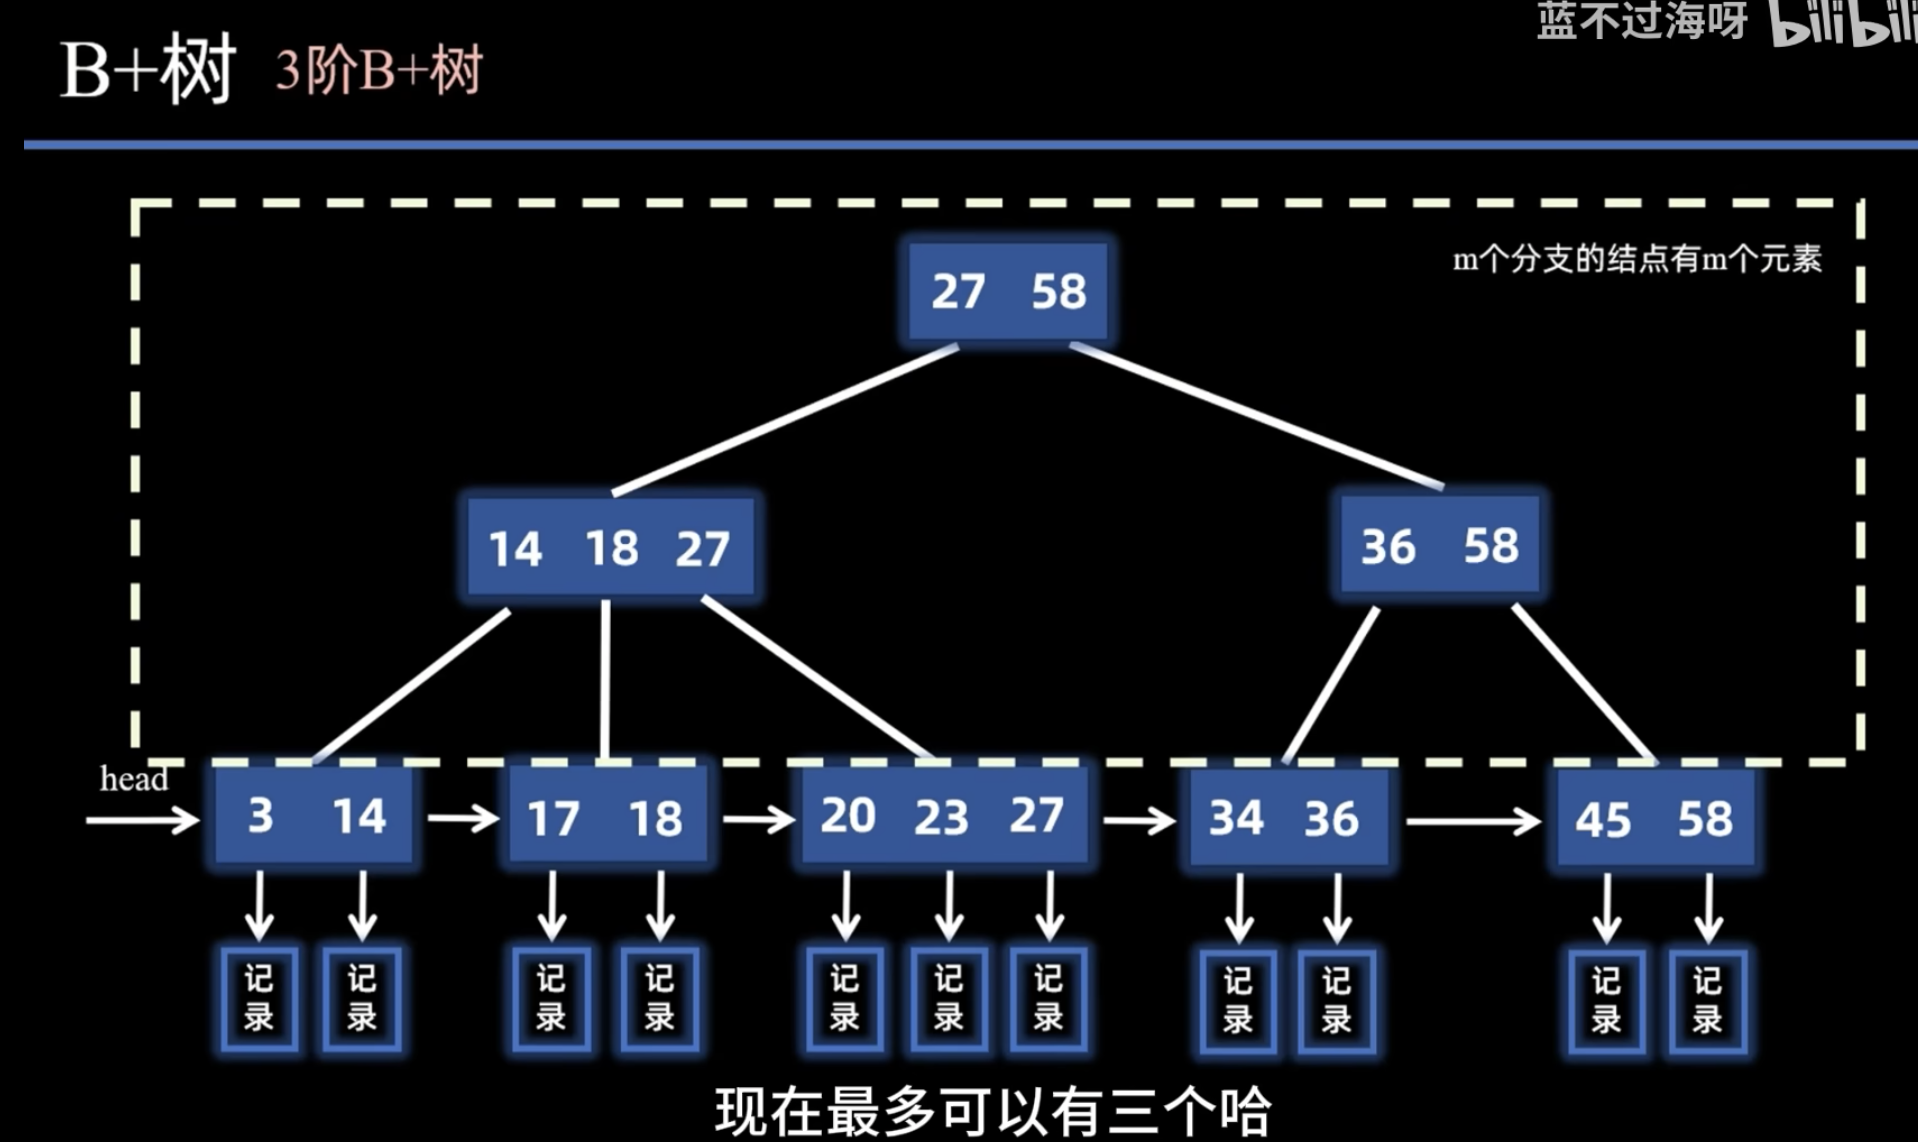 蓝不过海呀 bilibili
B+树 3阶B+树
m个分支的结点有m个元素
27 58
14 18 27
36 58
head
3 14
17 18
20 23 27
34 36
45 58
记录 记录 记录 记录 记录 记录 记录 记录 记录 记录 记录
现在最多可以有三个哈